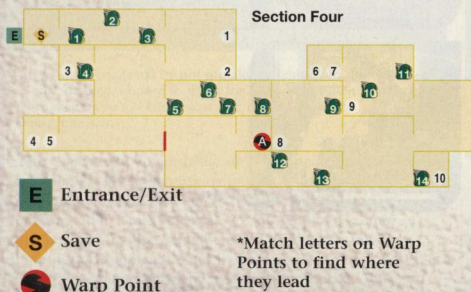 Section Four
2
E S 1 3 1
3 4 2 6 7 11
6 10
5 7 8 9 9
4 5 A 8
12
13 14 10
E Entrance/Exit
S Save
Warp Point
*Match letters on Warp
Points to find where
they lead